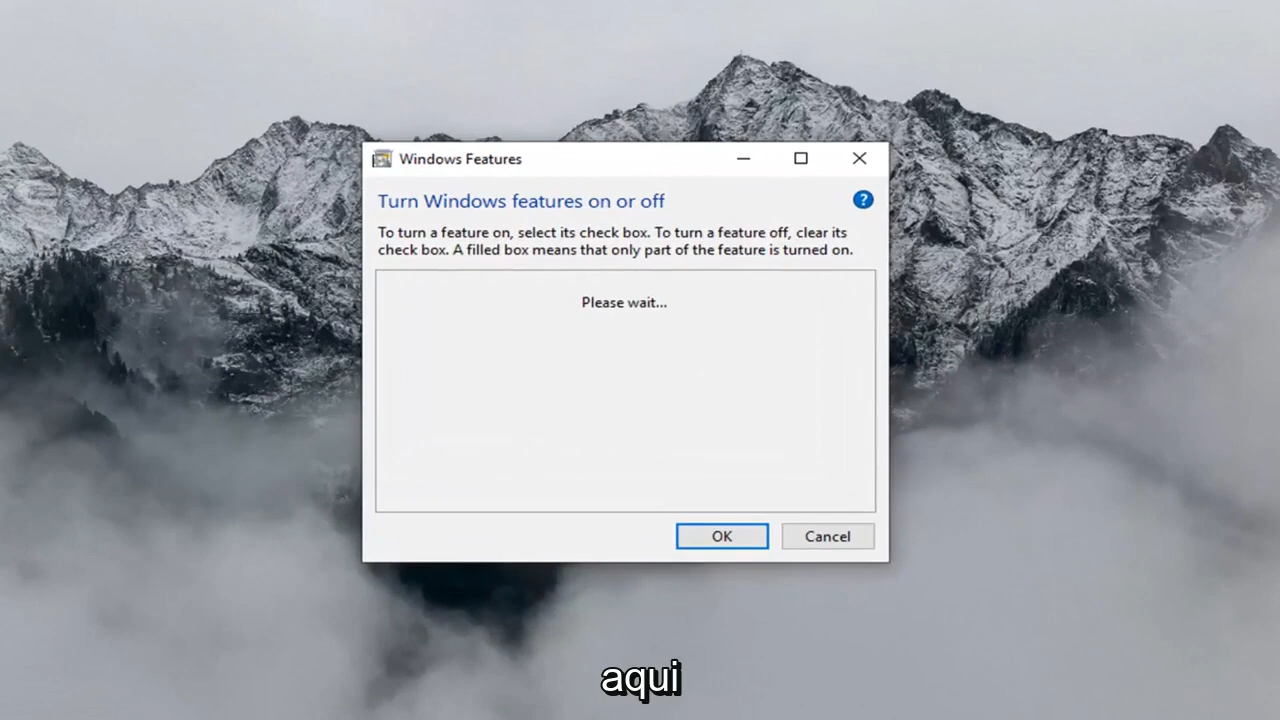 Windows Features
Turn Windows features on or off
To turn a feature on, select its check box. To turn a feature off, clear its
check box. A filled box means that only part of the feature is turned on.
Please wait...
OK
Cancel
aqui